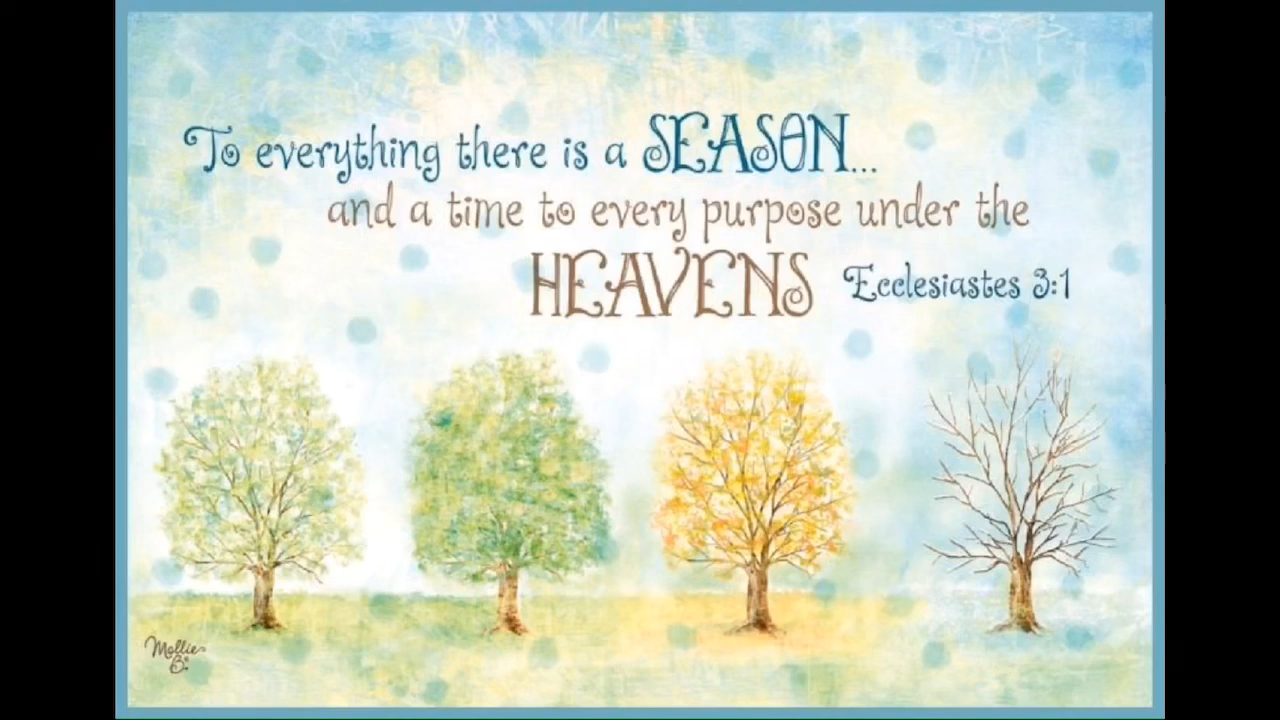 To everything there is a SEASON...
and a time to every purpose under the
HEAVENS Ecclesiastes 3:1
Mollie
B.